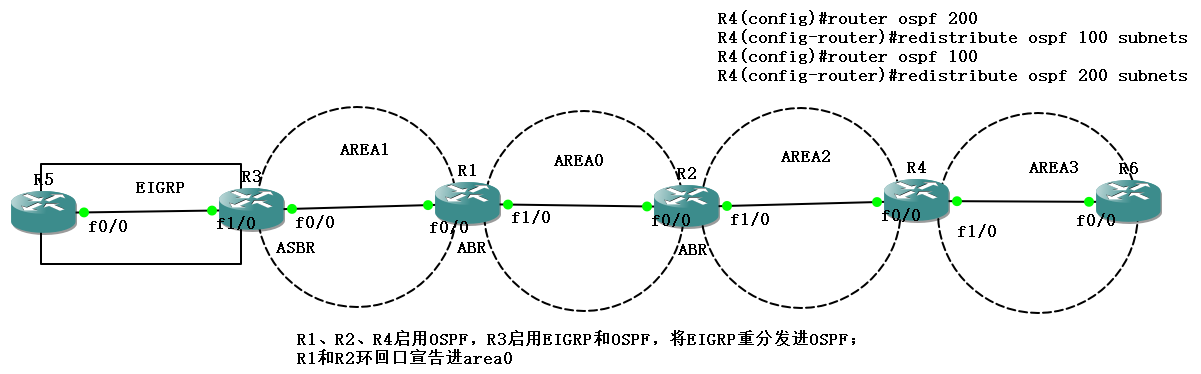 R4(config)#router ospf 200
R4(config-router)#redistribute ospf 100 subnets
R4(config)#router ospf 100
R4(config-router)#redistribute ospf 200 subnets
AREA1
AREA0
AREA2
AREA3
R5
EIGRP
R3
R1
R2
R4
R6
f0/0
f1/0
f0/0
f0/0
f1/0
f0/0
f1/0
f0/0
f1/0
f0/0
ASBR
ABR
ABR
R1、R2、R4启用OSPF，R3启用EIGRP和OSPF，将EIGRP重分发进OSPF；
R1和R2环回口宣告进area0